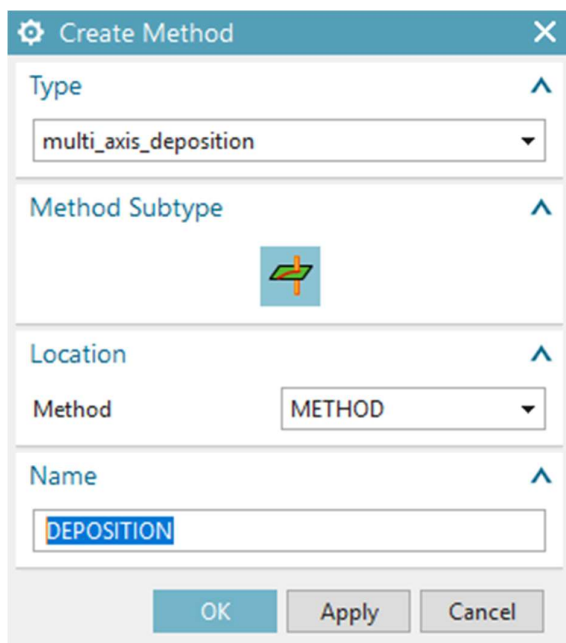 Create Method
Type
multi_axis_deposition
Method Subtype
Location
Method METHOD
Name
DEPOSITION
OK Apply Cancel